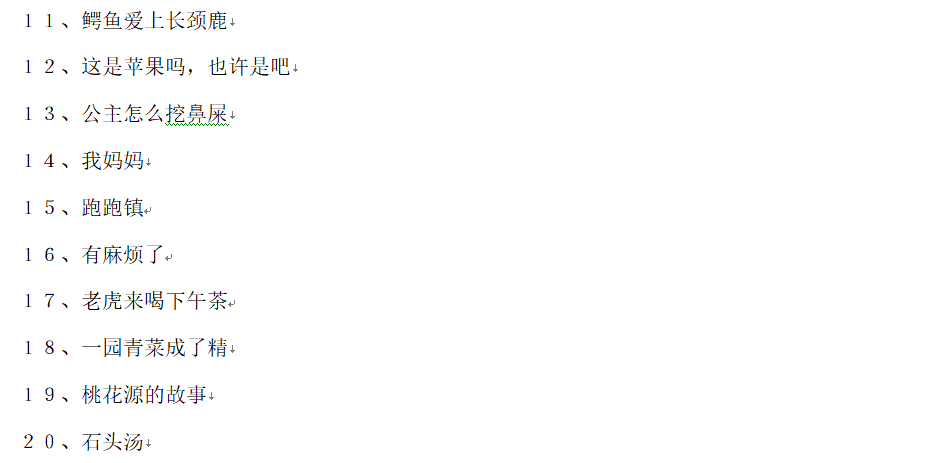 １１、鳄鱼爱上长颈鹿
１２、这是苹果吗，也许是吧
１３、公主怎么挖鼻屎
１４、我妈妈
１５、跑跑镇
１６、有麻烦了
１７、老虎来喝下午茶
１８、一园青菜成了精
１９、桃花源的故事
２０、石头汤